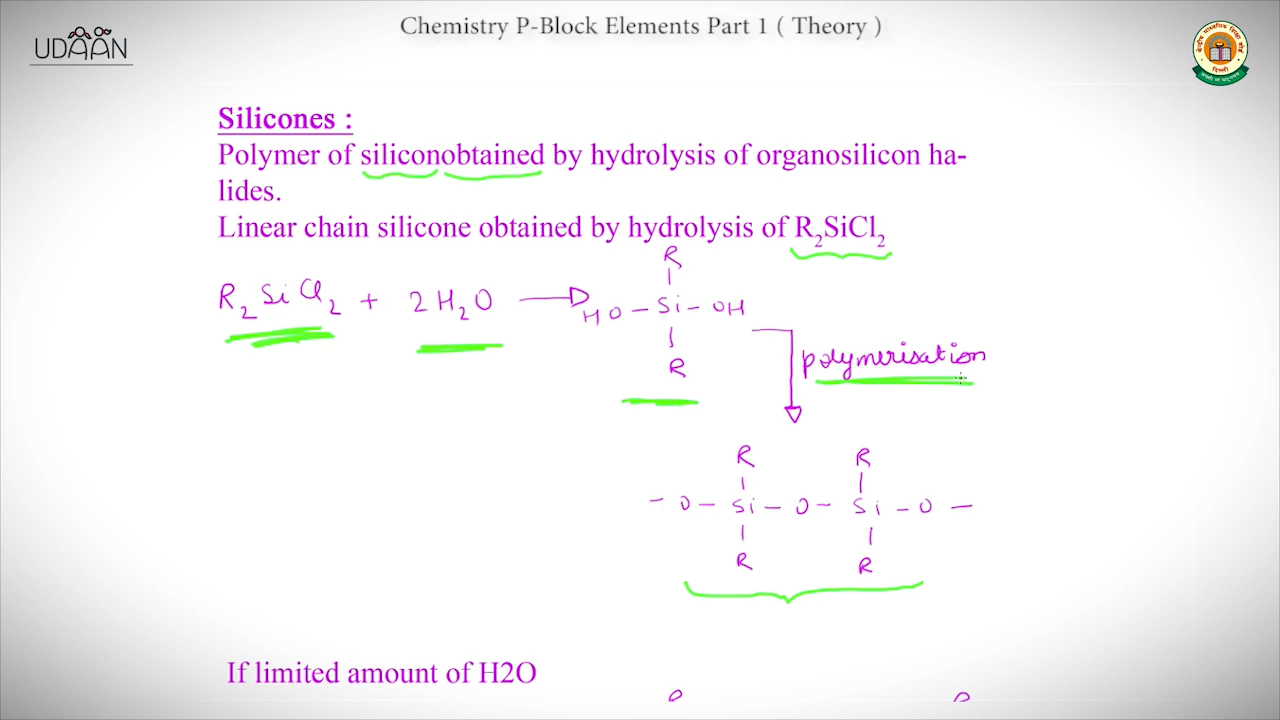 Chemistry P-Block Elements Part 1 ( Theory )
UDAAN
Silicones :
Polymer of siliconobtained by hydrolysis of organosilicon ha-
lides.
Linear chain silicone obtained by hydrolysis of R₂SiCl₂
R
R₂SiCl₂ + 2H₂O → HO – Si – OH
R
polymerisation
R R
– O – Si – O – Si – O –
R R
If limited amount of H2O